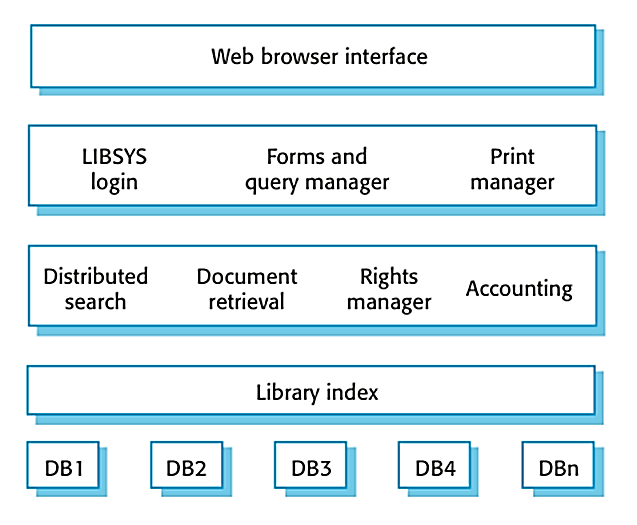 Web browser interface
LIBSYS
login
Forms and
query manager
Print
manager
Distributed
search
Document
retrieval
Rights
manager
Accounting
Library index
DB1
DB2
DB3
DB4
DBn